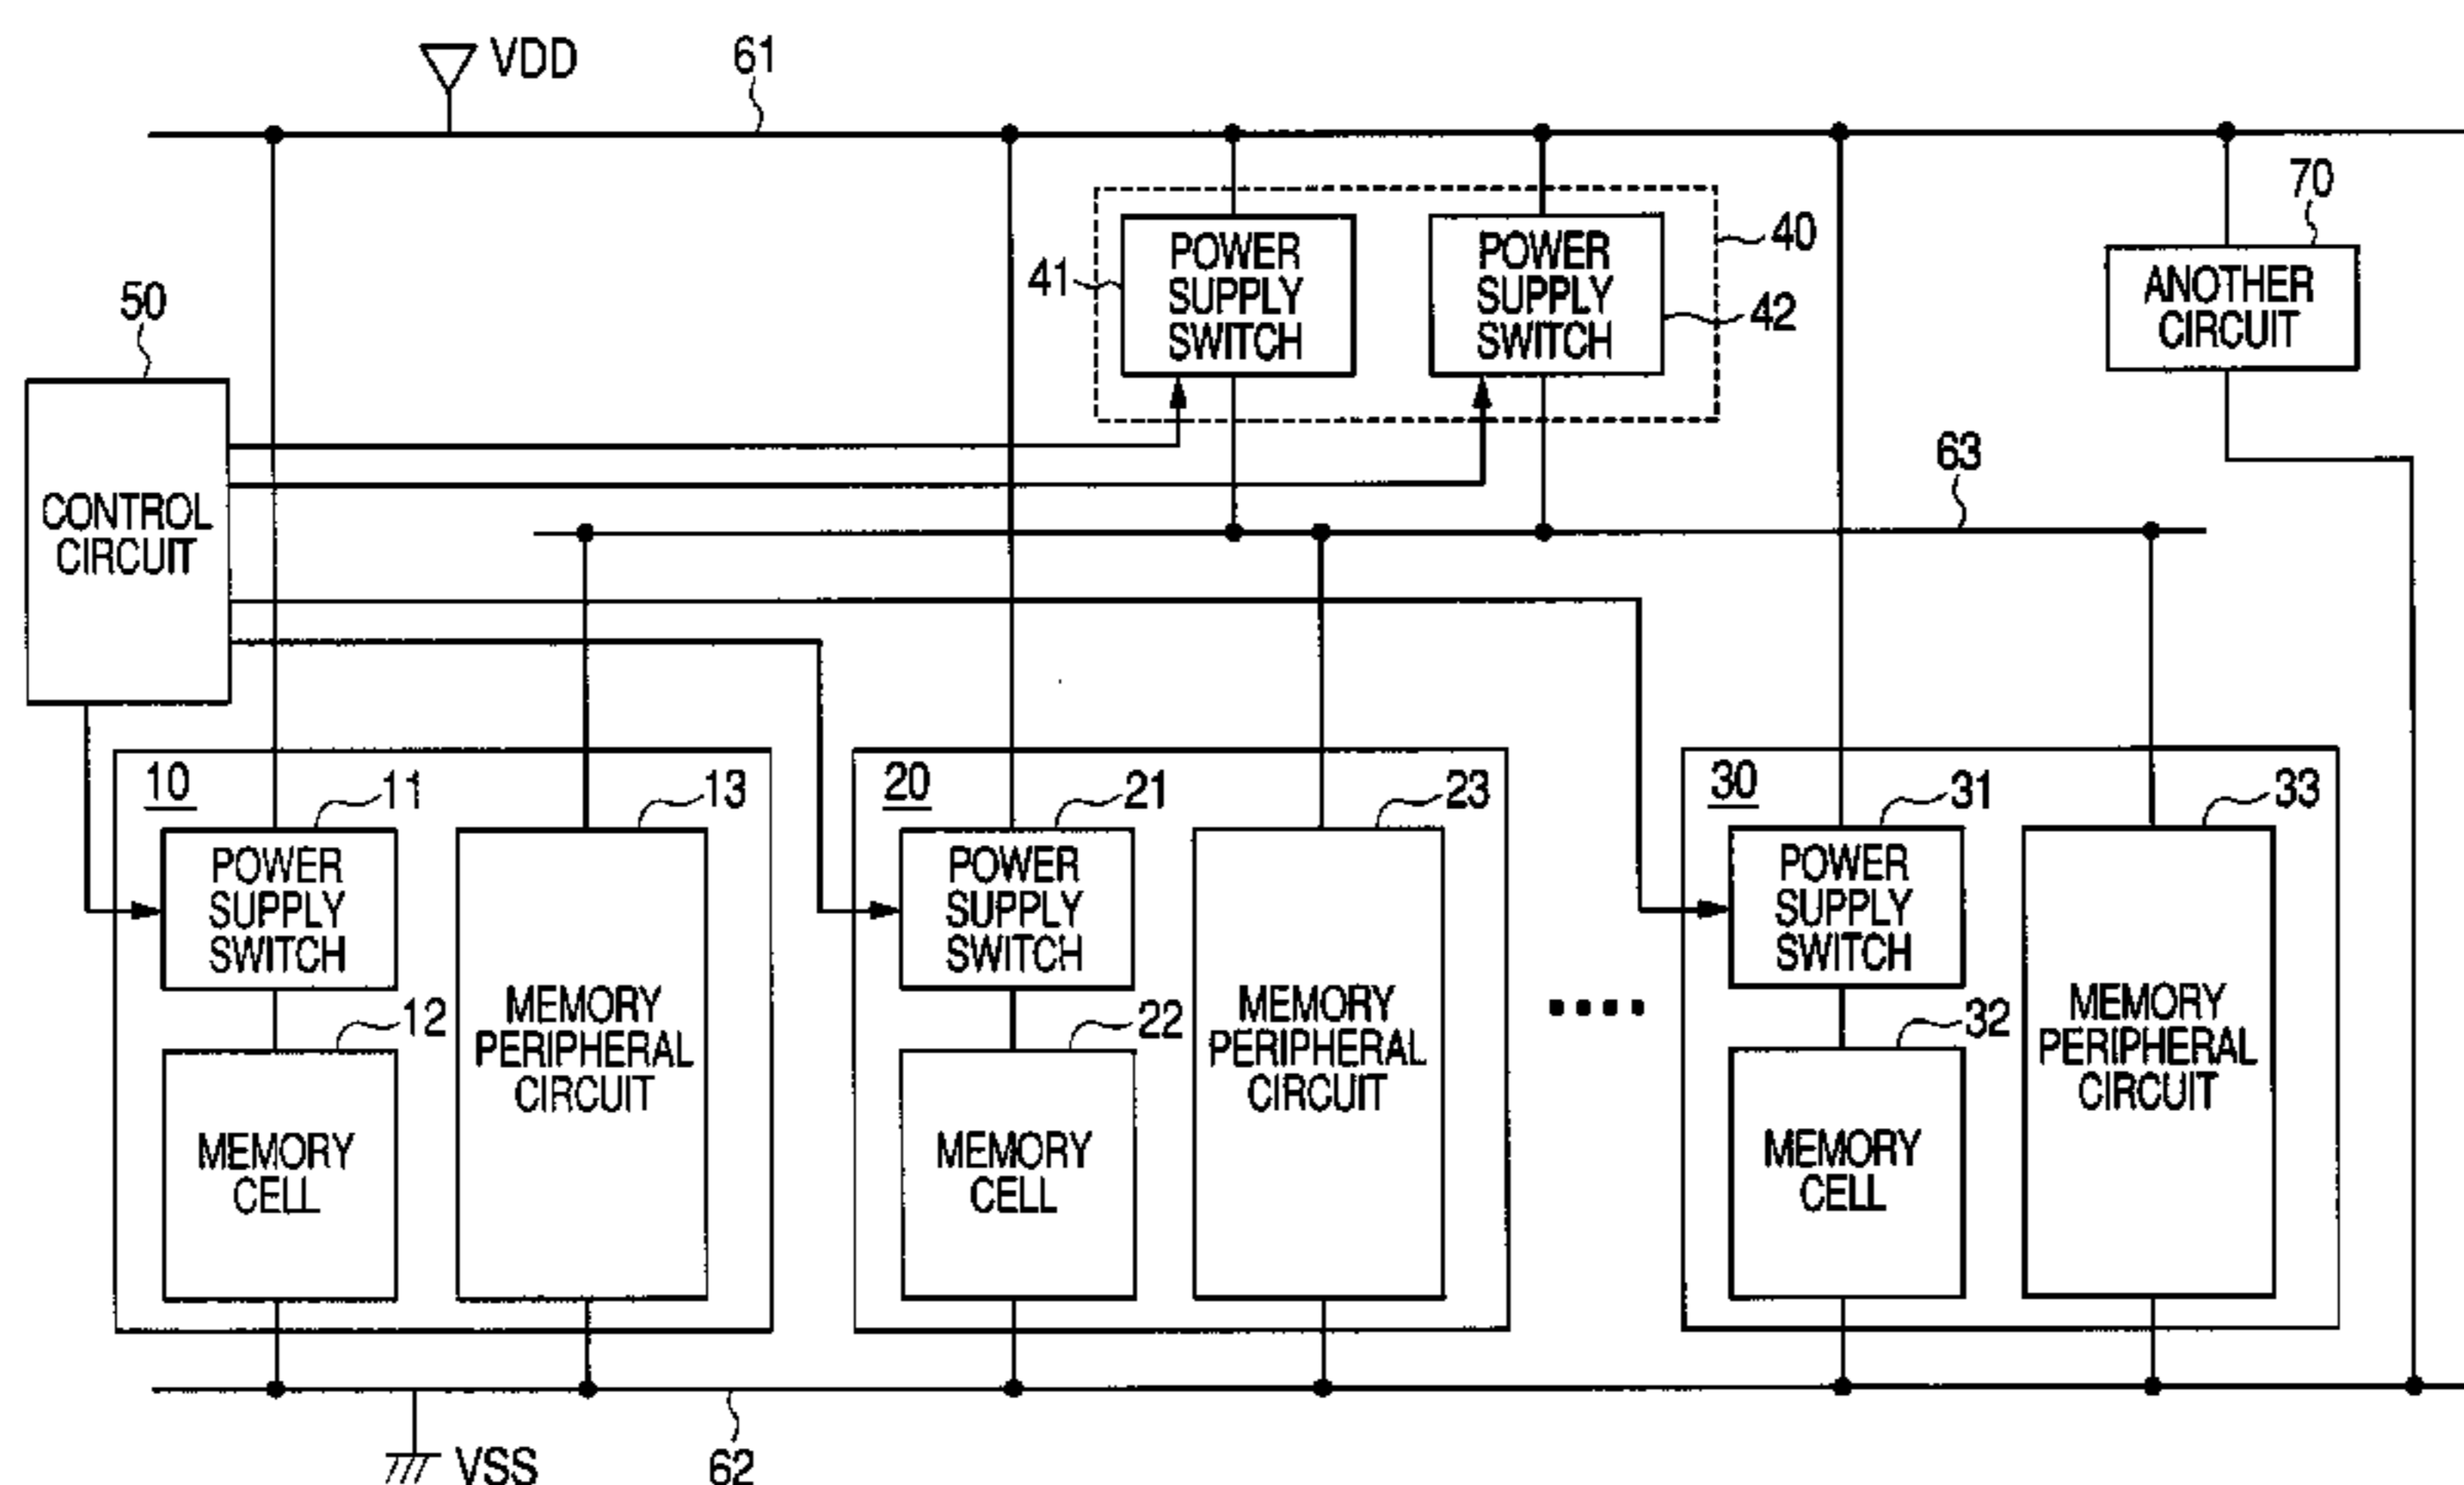 VDD
61
70
POWER
SUPPLY
SWITCH
POWER
SUPPLY
SWITCH
40
41
42
ANOTHER
CIRCUIT
50
63
CONTROL
CIRCUIT
10
11
13
20
21
23
30
31
33
POWER
SUPPLY
SWITCH
POWER
SUPPLY
SWITCH
POWER
SUPPLY
SWITCH
12
MEMORY
PERIPHERAL
CIRCUIT
22
MEMORY
PERIPHERAL
CIRCUIT
32
MEMORY
PERIPHERAL
CIRCUIT
MEMORY
CELL
MEMORY
CELL
MEMORY
CELL
VSS
62